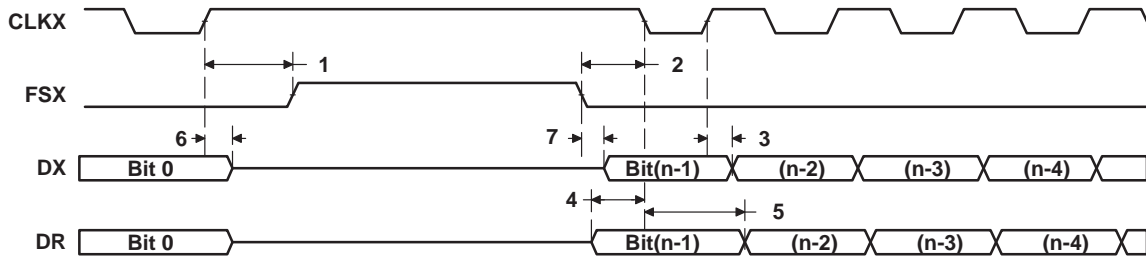 CLKX
1
2
FSX
6
7
3
DX
Bit 0
Bit(n-1)
(n-2)
(n-3)
(n-4)
4
5
DR
Bit 0
Bit(n-1)
(n-2)
(n-3)
(n-4)